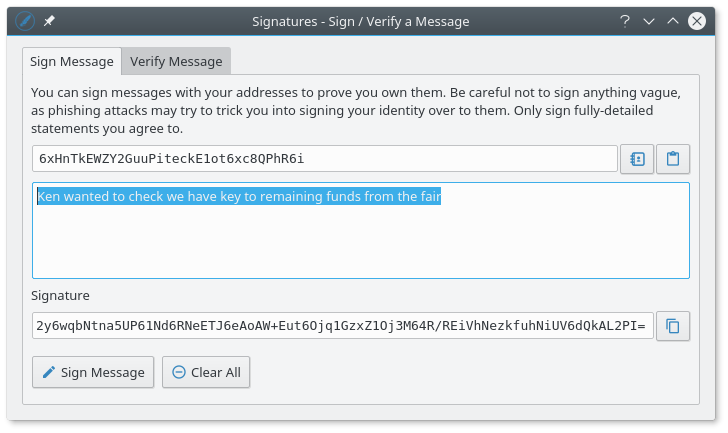 Signatures - Sign / Verify a Message
Sign Message
Verify Message
You can sign messages with your addresses to prove you own them. Be careful not to sign anything vague,
as phishing attacks may try to trick you into signing your identity over to them. Only sign fully-detailed
statements you agree to.
6xHnTkEWZY2GuuPiteckE1ot6xc8QPhR6i
Ken wanted to check we have key to remaining funds from the fair
Signature
2y6wqbNtna5UP61Nd6RNeETJ6eAoAW+Eut6Ojq1GzxZ1Oj3M64R/REiVhNezkfuhNiUV6dQkAL2PI=
Sign Message
Clear All